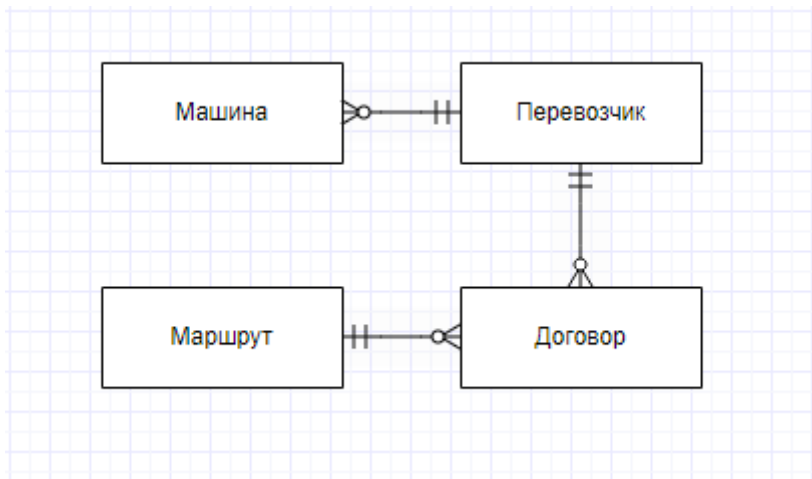 Машина
Перевозчик
Маршрут
Договор